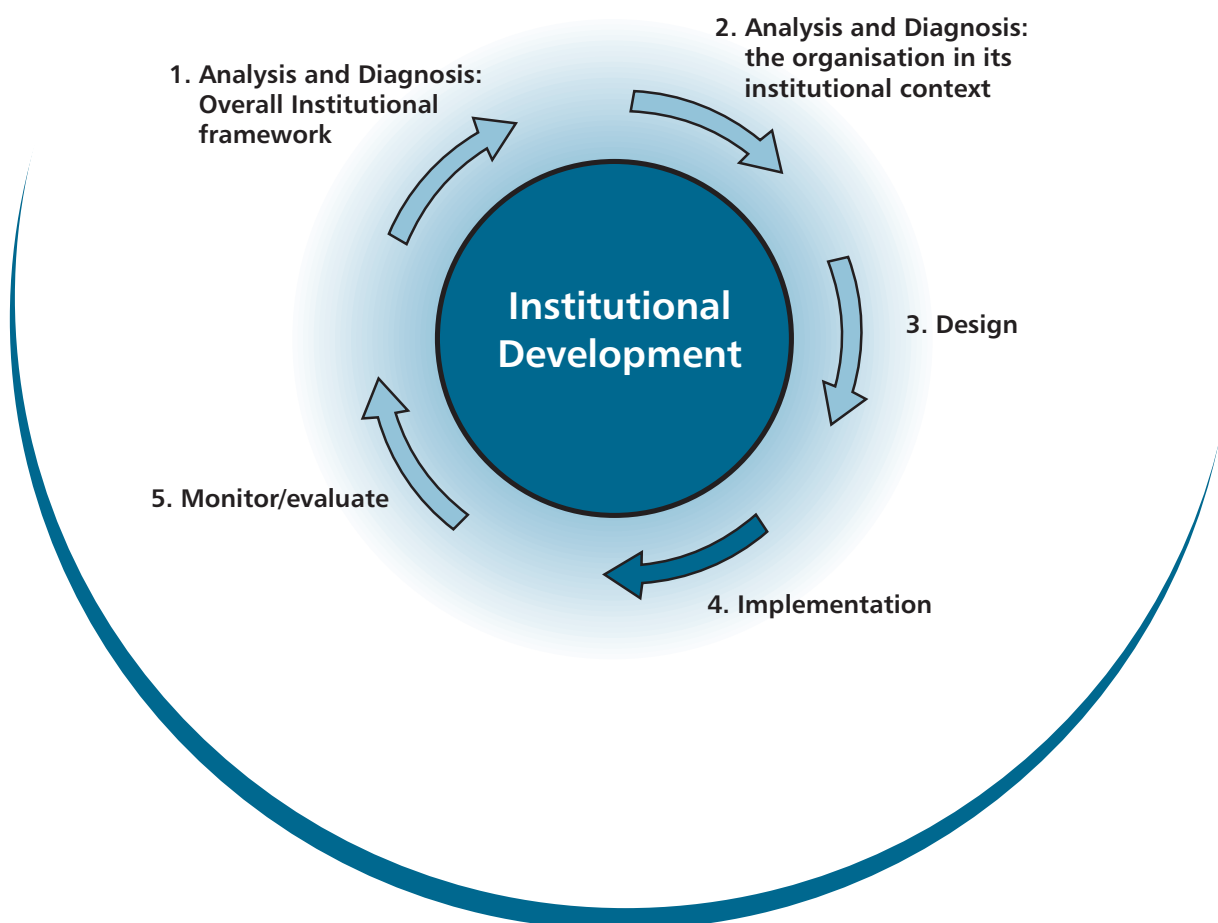 1. Analysis and Diagnosis:
Overall Institutional
framework
2. Analysis and Diagnosis:
the organisation in its
institutional context
Institutional
Development
3. Design
4. Implementation
5. Monitor/evaluate